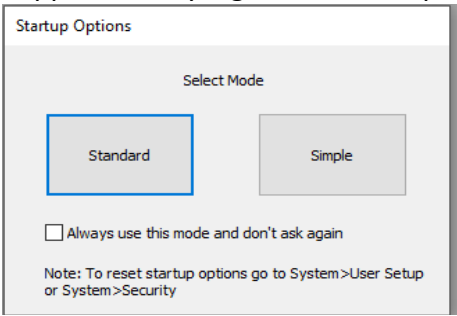 Startup Options
Select Mode
Standard
Simple
Always use this mode and don't ask again
Note: To reset startup options go to System>User Setup
or System>Security